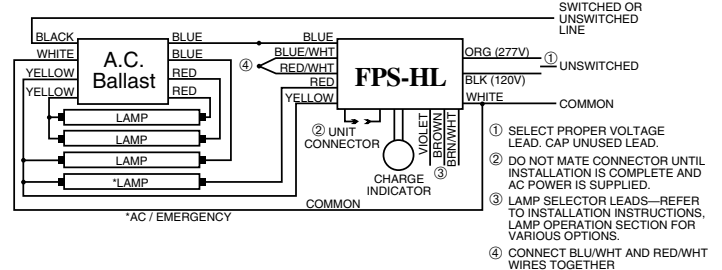 SWITCHED OR
UNSWITCHED
LINE
BLACK
BLUE
BLUE
WHITE
BLUE
BLUE/WHT
ORG (277V)
①
A.C.
Ballast
FPS-HL
④
UNSWITCHED
YELLOW
RED
RED/WHT
BLK (120V)
RED
YELLOW
RED
YELLOW
WHITE
COMMON
LAMP
LAMP
LAMP
*LAMP
② UNIT
CONNECTOR
VIOLET
BROWN
BRN/WHT
③
CHARGE
INDICATOR
COMMON
*AC / EMERGENCY
① SELECT PROPER VOLTAGE
LEAD. CAP UNUSED LEAD.
② DO NOT MATE CONNECTOR UNTIL
INSTALLATION IS COMPLETE AND
AC POWER IS SUPPLIED.
③ LAMP SELECTOR LEADS—REFER
TO INSTALLATION INSTRUCTIONS,
LAMP OPERATION SECTION FOR
VARIOUS OPTIONS.
④ CONNECT BLU/WHT AND RED/WHT
WIRES TOGETHER